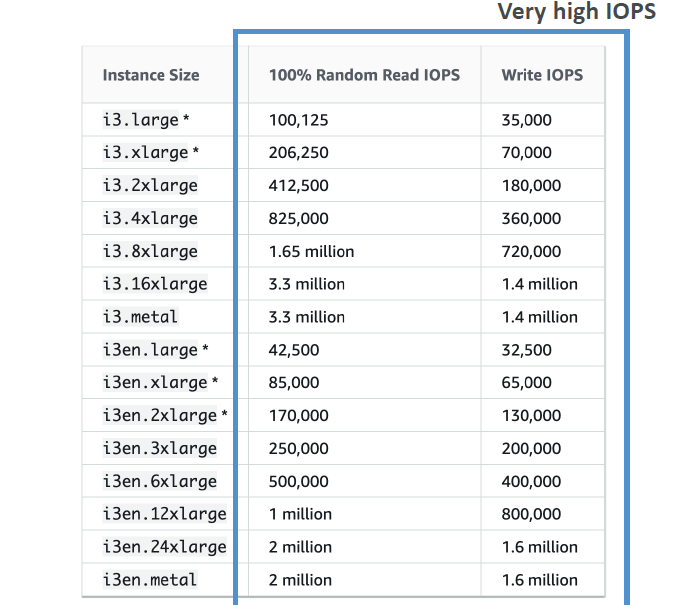 Very high IOPS
Instance Size 100% Random Read IOPS Write IOPS
i3.large * 100,125 35,000
i3.xlarge * 206,250 70,000
i3.2xlarge 412,500 180,000
i3.4xlarge 825,000 360,000
i3.8xlarge 1.65 million 720,000
i3.16xlarge 3.3 million 1.4 million
i3.metal 3.3 million 1.4 million
i3en.large * 42,500 32,500
i3en.xlarge * 85,000 65,000
i3en.2xlarge * 170,000 130,000
i3en.3xlarge 250,000 200,000
i3en.6xlarge 500,000 400,000
i3en.12xlarge 1 million 800,000
i3en.24xlarge 2 million 1.6 million
i3en.metal 2 million 1.6 million